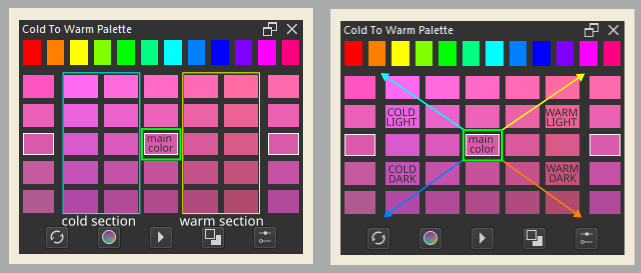 Cold To Warm Palette
main
color
cold section
warm section
Cold To Warm Palette
COLD
LIGHT
WARM
LIGHT
main
color
COLD
DARK
WARM
DARK